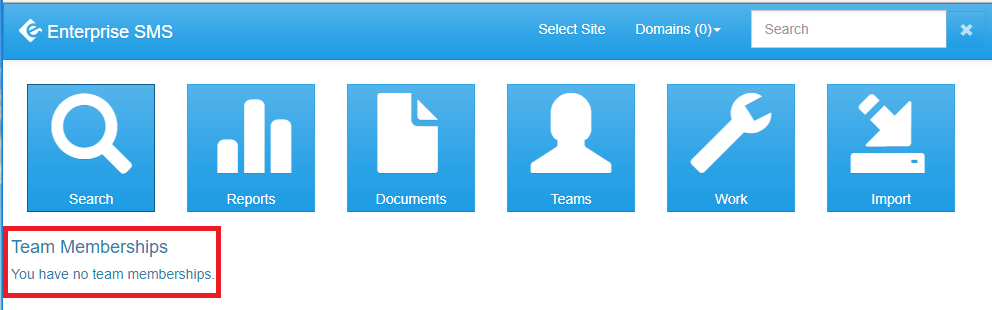 Enterprise SMS
Select Site
Domains (0)
Search
Search
Reports
Documents
Teams
Work
Import
Team Memberships
You have no team memberships.